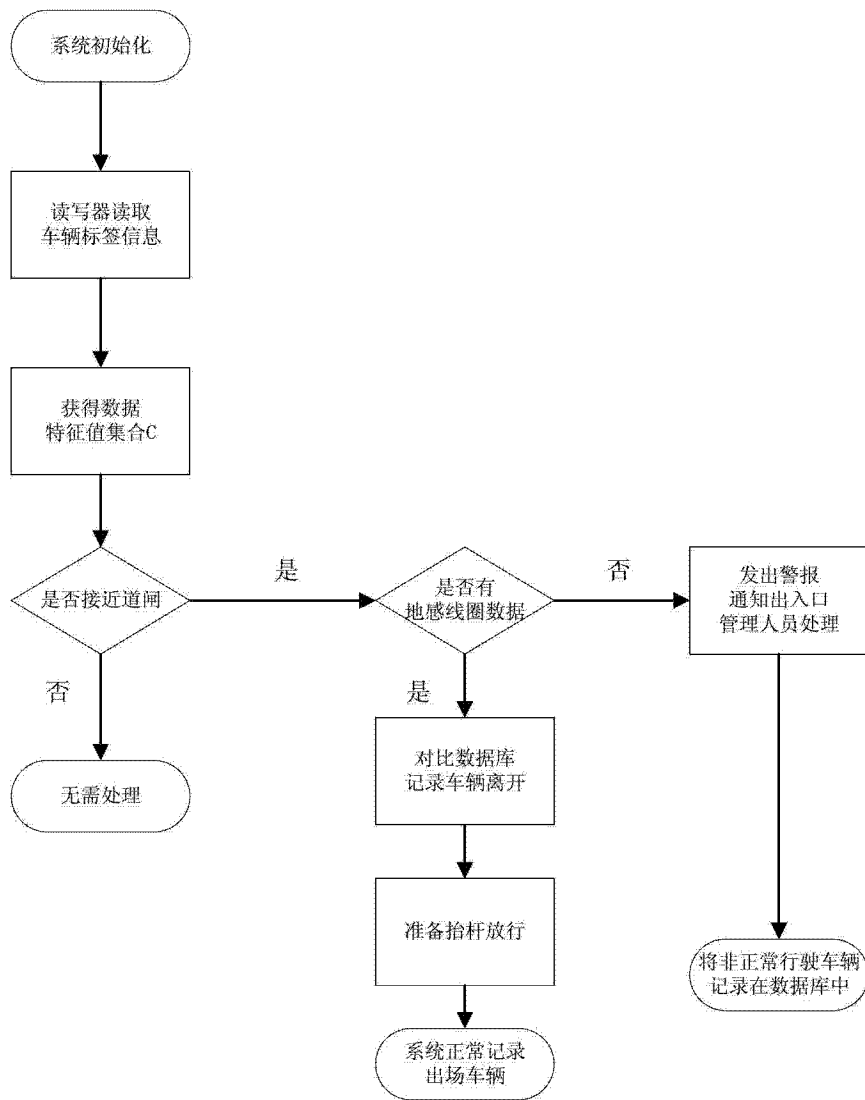 系统初始化
读写器读取
车辆标签信息
获得数据
特征值集合C
是否接近道闸
是
是否有
地感线圈数据
否
发出警报
通知出入口
管理人员处理
否
是
无需处理
对比数据库
记录车辆离开
准备抬杆放行
将非正常行驶车辆
记录在数据库中
系统正常记录
出场车辆